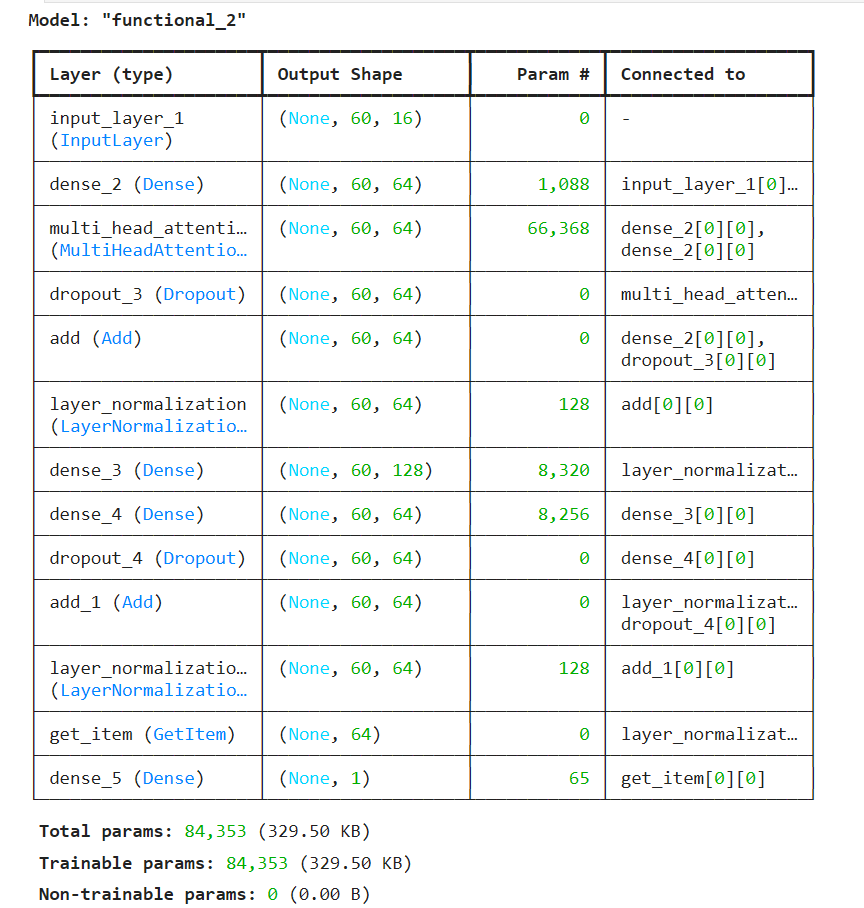 Model: "functional_2"
Layer (type) Output Shape Param # Connected to
input_layer_1 (None, 60, 16) 0 -
(InputLayer)
dense_2 (Dense) (None, 60, 64) 1,088 input_layer_1[0]…
multi_head_attenti… (None, 60, 64) 66,368 dense_2[0][0],
(MultiHeadAttentio… dense_2[0][0]
dropout_3 (Dropout) (None, 60, 64) 0 multi_head_atten…
add (Add) (None, 60, 64) 0 dense_2[0][0],
dropout_3[0][0]
layer_normalization (None, 60, 64) 128 add[0][0]
(LayerNormalizatio…
dense_3 (Dense) (None, 60, 128) 8,320 layer_normalizat…
dense_4 (Dense) (None, 60, 64) 8,256 dense_3[0][0]
dropout_4 (Dropout) (None, 60, 64) 0 dense_4[0][0]
add_1 (Add) (None, 60, 64) 0 layer_normalizat…
dropout_4[0][0]
layer_normalizatio… (None, 60, 64) 128 add_1[0][0]
(LayerNormalizatio…
get_item (GetItem) (None, 64) 0 layer_normalizat…
dense_5 (Dense) (None, 1) 65 get_item[0][0]
Total params: 84,353 (329.50 KB)
Trainable params: 84,353 (329.50 KB)
Non-trainable params: 0 (0.00 B)